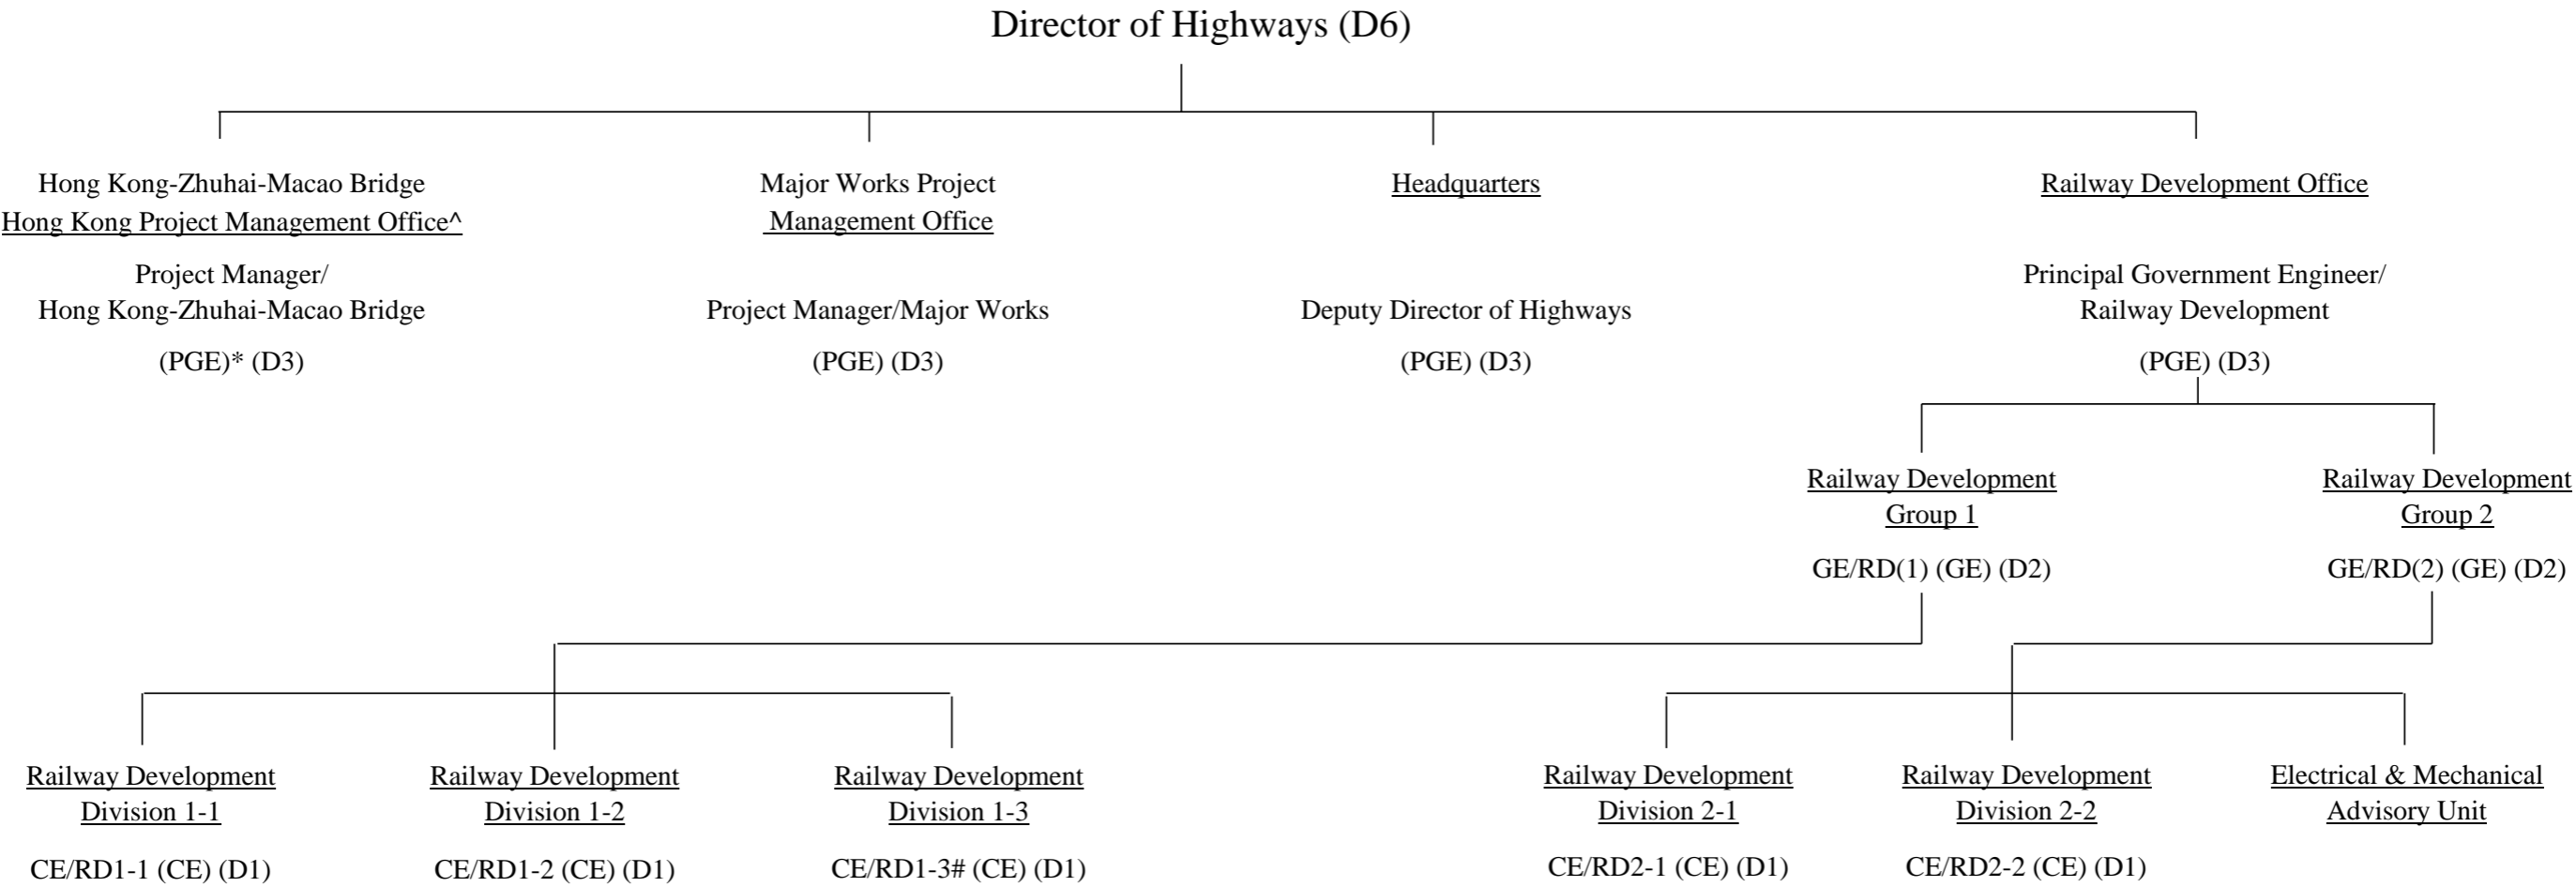 Director of Highways (D6)
Hong Kong-Zhuhai-Macao Bridge
Hong Kong Project Management Office^
Project Manager/
Hong Kong-Zhuhai-Macao Bridge
(PGE)* (D3)
Major Works Project
Management Office
Project Manager/Major Works
(PGE) (D3)
Headquarters
Deputy Director of Highways
(PGE) (D3)
Railway Development Office
Principal Government Engineer/
Railway Development
(PGE) (D3)
Railway Development
Group 1
GE/RD(1) (GE) (D2)
Railway Development
Group 2
GE/RD(2) (GE) (D2)
Railway Development
Division 1-1
CE/RD1-1 (CE) (D1)
Railway Development
Division 1-2
CE/RD1-2 (CE) (D1)
Railway Development
Division 1-3
CE/RD1-3# (CE) (D1)
Railway Development
Division 2-1
CE/RD2-1 (CE) (D1)
Railway Development
Division 2-2
CE/RD2-2 (CE) (D1)
Electrical & Mechanical
Advisory Unit